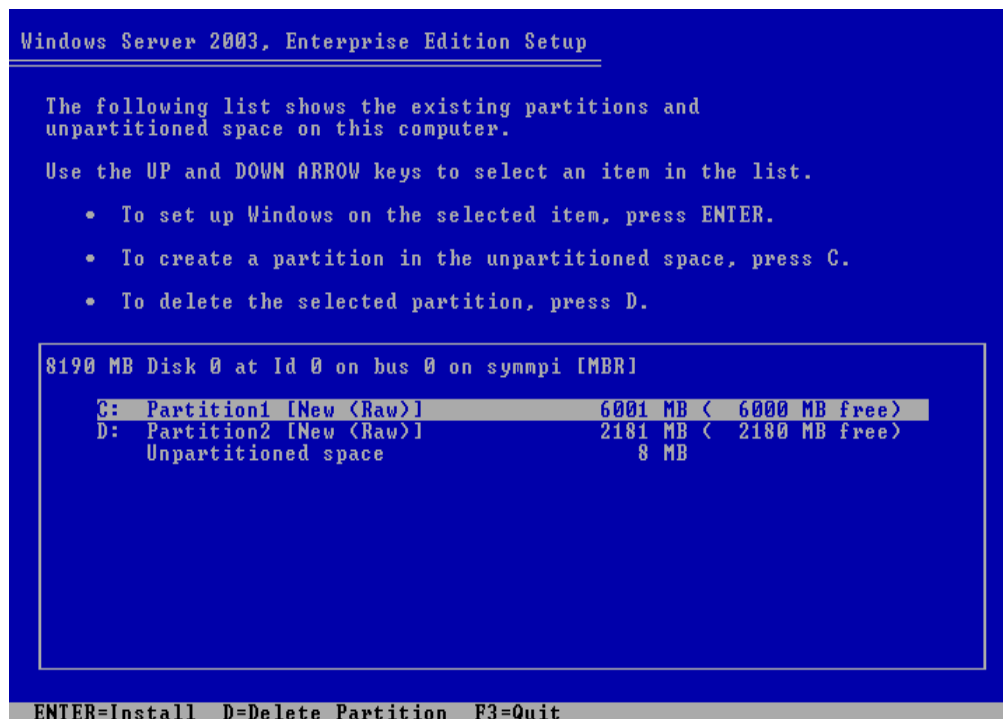 Windows Server 2003, Enterprise Edition Setup
The following list shows the existing partitions and
unpartitioned space on this computer.
Use the UP and DOWN ARROW keys to select an item in the list.
• To set up Windows on the selected item, press ENTER.
• To create a partition in the unpartitioned space, press C.
• To delete the selected partition, press D.
8190 MB Disk 0 at Id 0 on bus 0 on symmpi [MBR]
C: Partition1 [New (Raw)] 6001 MB ( 6000 MB free)
D: Partition2 [New (Raw)] 2181 MB ( 2180 MB free)
Unpartitioned space 8 MB
ENTER=Install D=Delete Partition F3=Quit